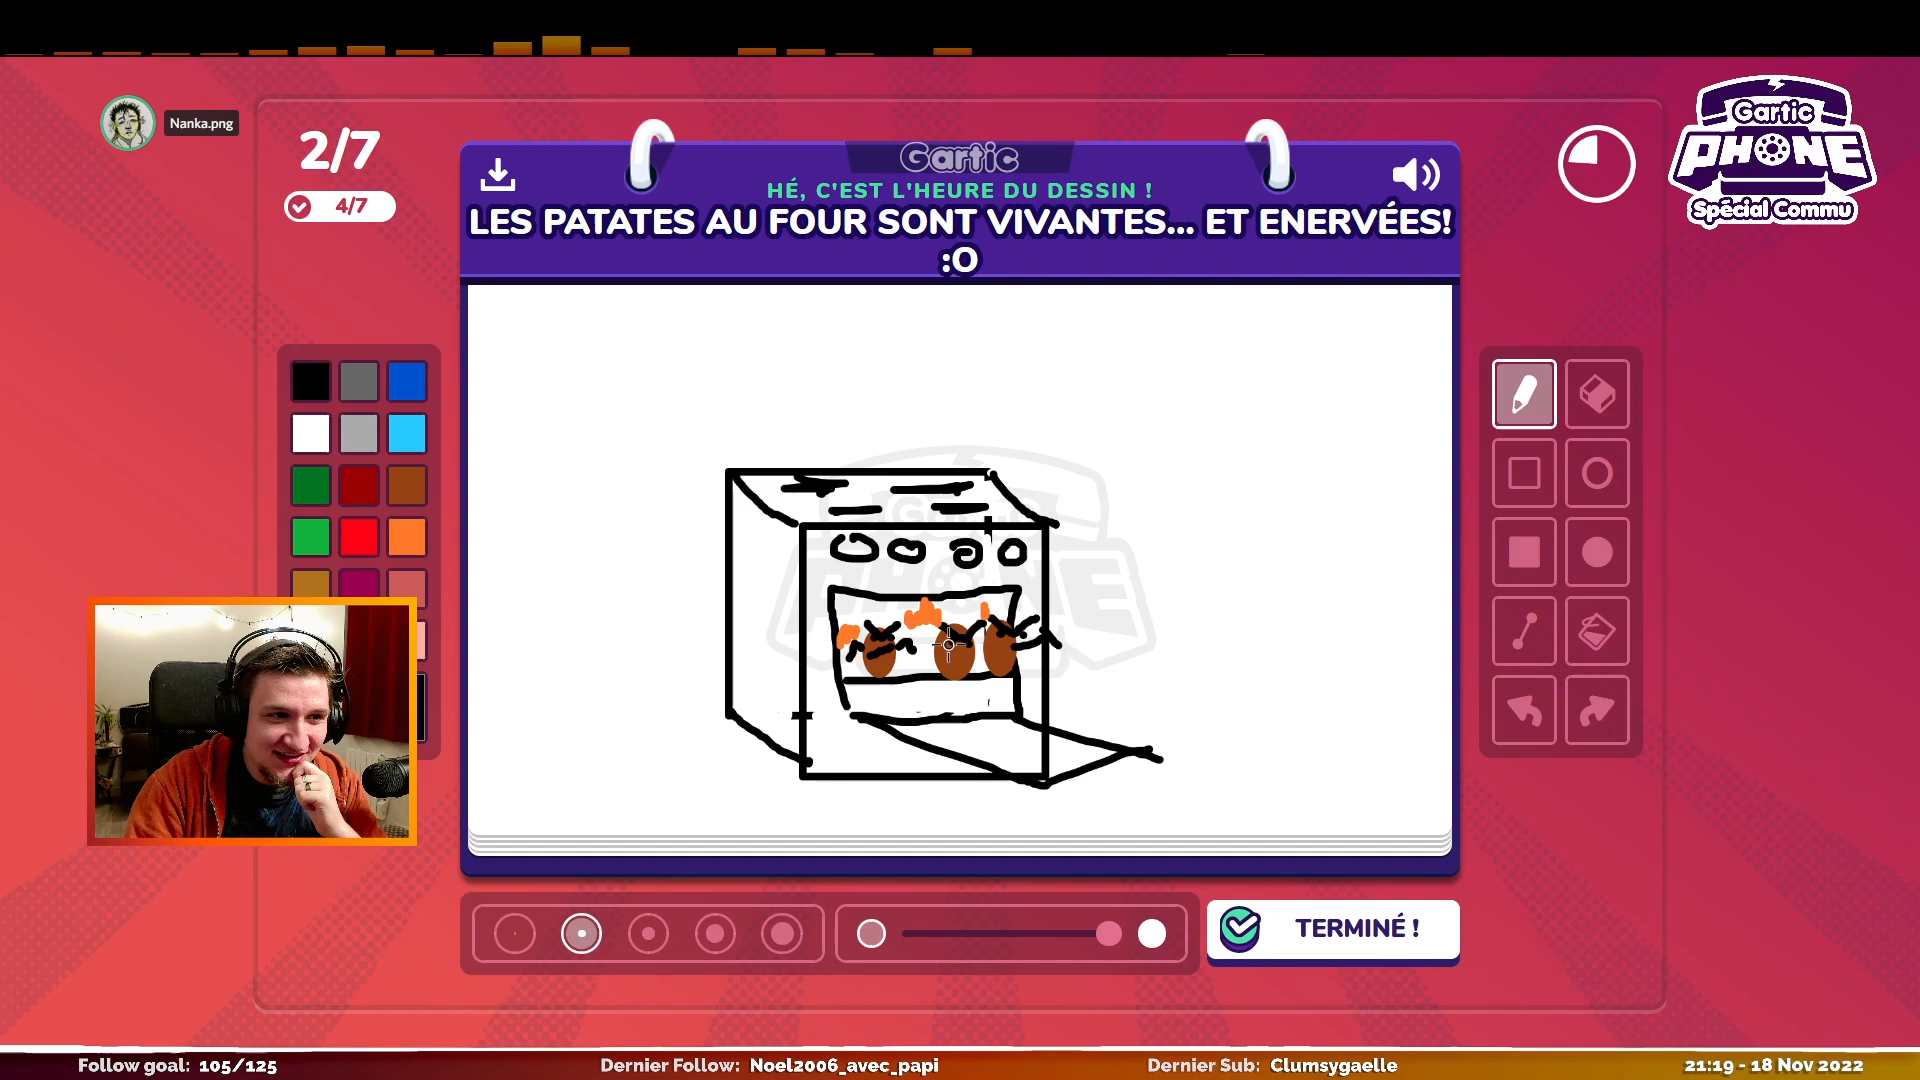 Nanka.png
2/7
4/7
Gartic
HÉ, C'EST L'HEURE DU DESSIN !
LES PATATES AU FOUR SONT VIVANTES... ET ENERVÉES!
:O
Gartic
PHONE
Spécial Commu
Gartic
PHONE
TERMINÉ !
Follow goal: 105/125
Dernier Follow: Noel2006_avec_papi
Dernier Sub: Clumsygaelle
21:19 - 18 Nov 2022